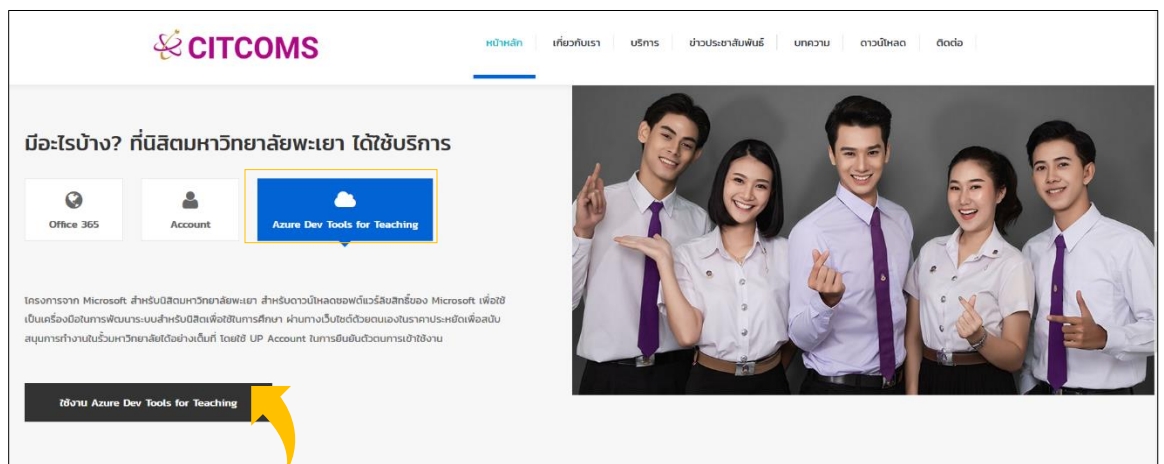 CITCOMS
หน้าหลัก เกี่ยวกับเรา บริการ ข่าวประชาสัมพันธ์ บทความ ดาวน์โหลด ติดต่อ
มีอะไรบ้าง? ที่นิสิตมหาวิทยาลัยพะเยา ได้ใช้บริการ
Office 365 Account Azure Dev Tools for Teaching
โครงการจาก Microsoft สำหรับนิสิตมหาวิทยาลัยพะเยา สำหรับดาวน์โหลดซอฟต์แวร์ลิขสิทธิ์ของ Microsoft เพื่อใช้
เป็นเครื่องมือในการพัฒนาระบบสำหรับนิสิตเพื่อใช้ในการศึกษา ผ่านทางเว็บไซต์ด้วยตนเองในราคาประหยัดเพื่อสนับ
สนุนการทำงานในรั้วมหาวิทยาลัยได้อย่างเต็มที่ โดยใช้ UP Account ในการยืนยันตัวตนการเข้าใช้งาน
ใช้งาน Azure Dev Tools for Teaching